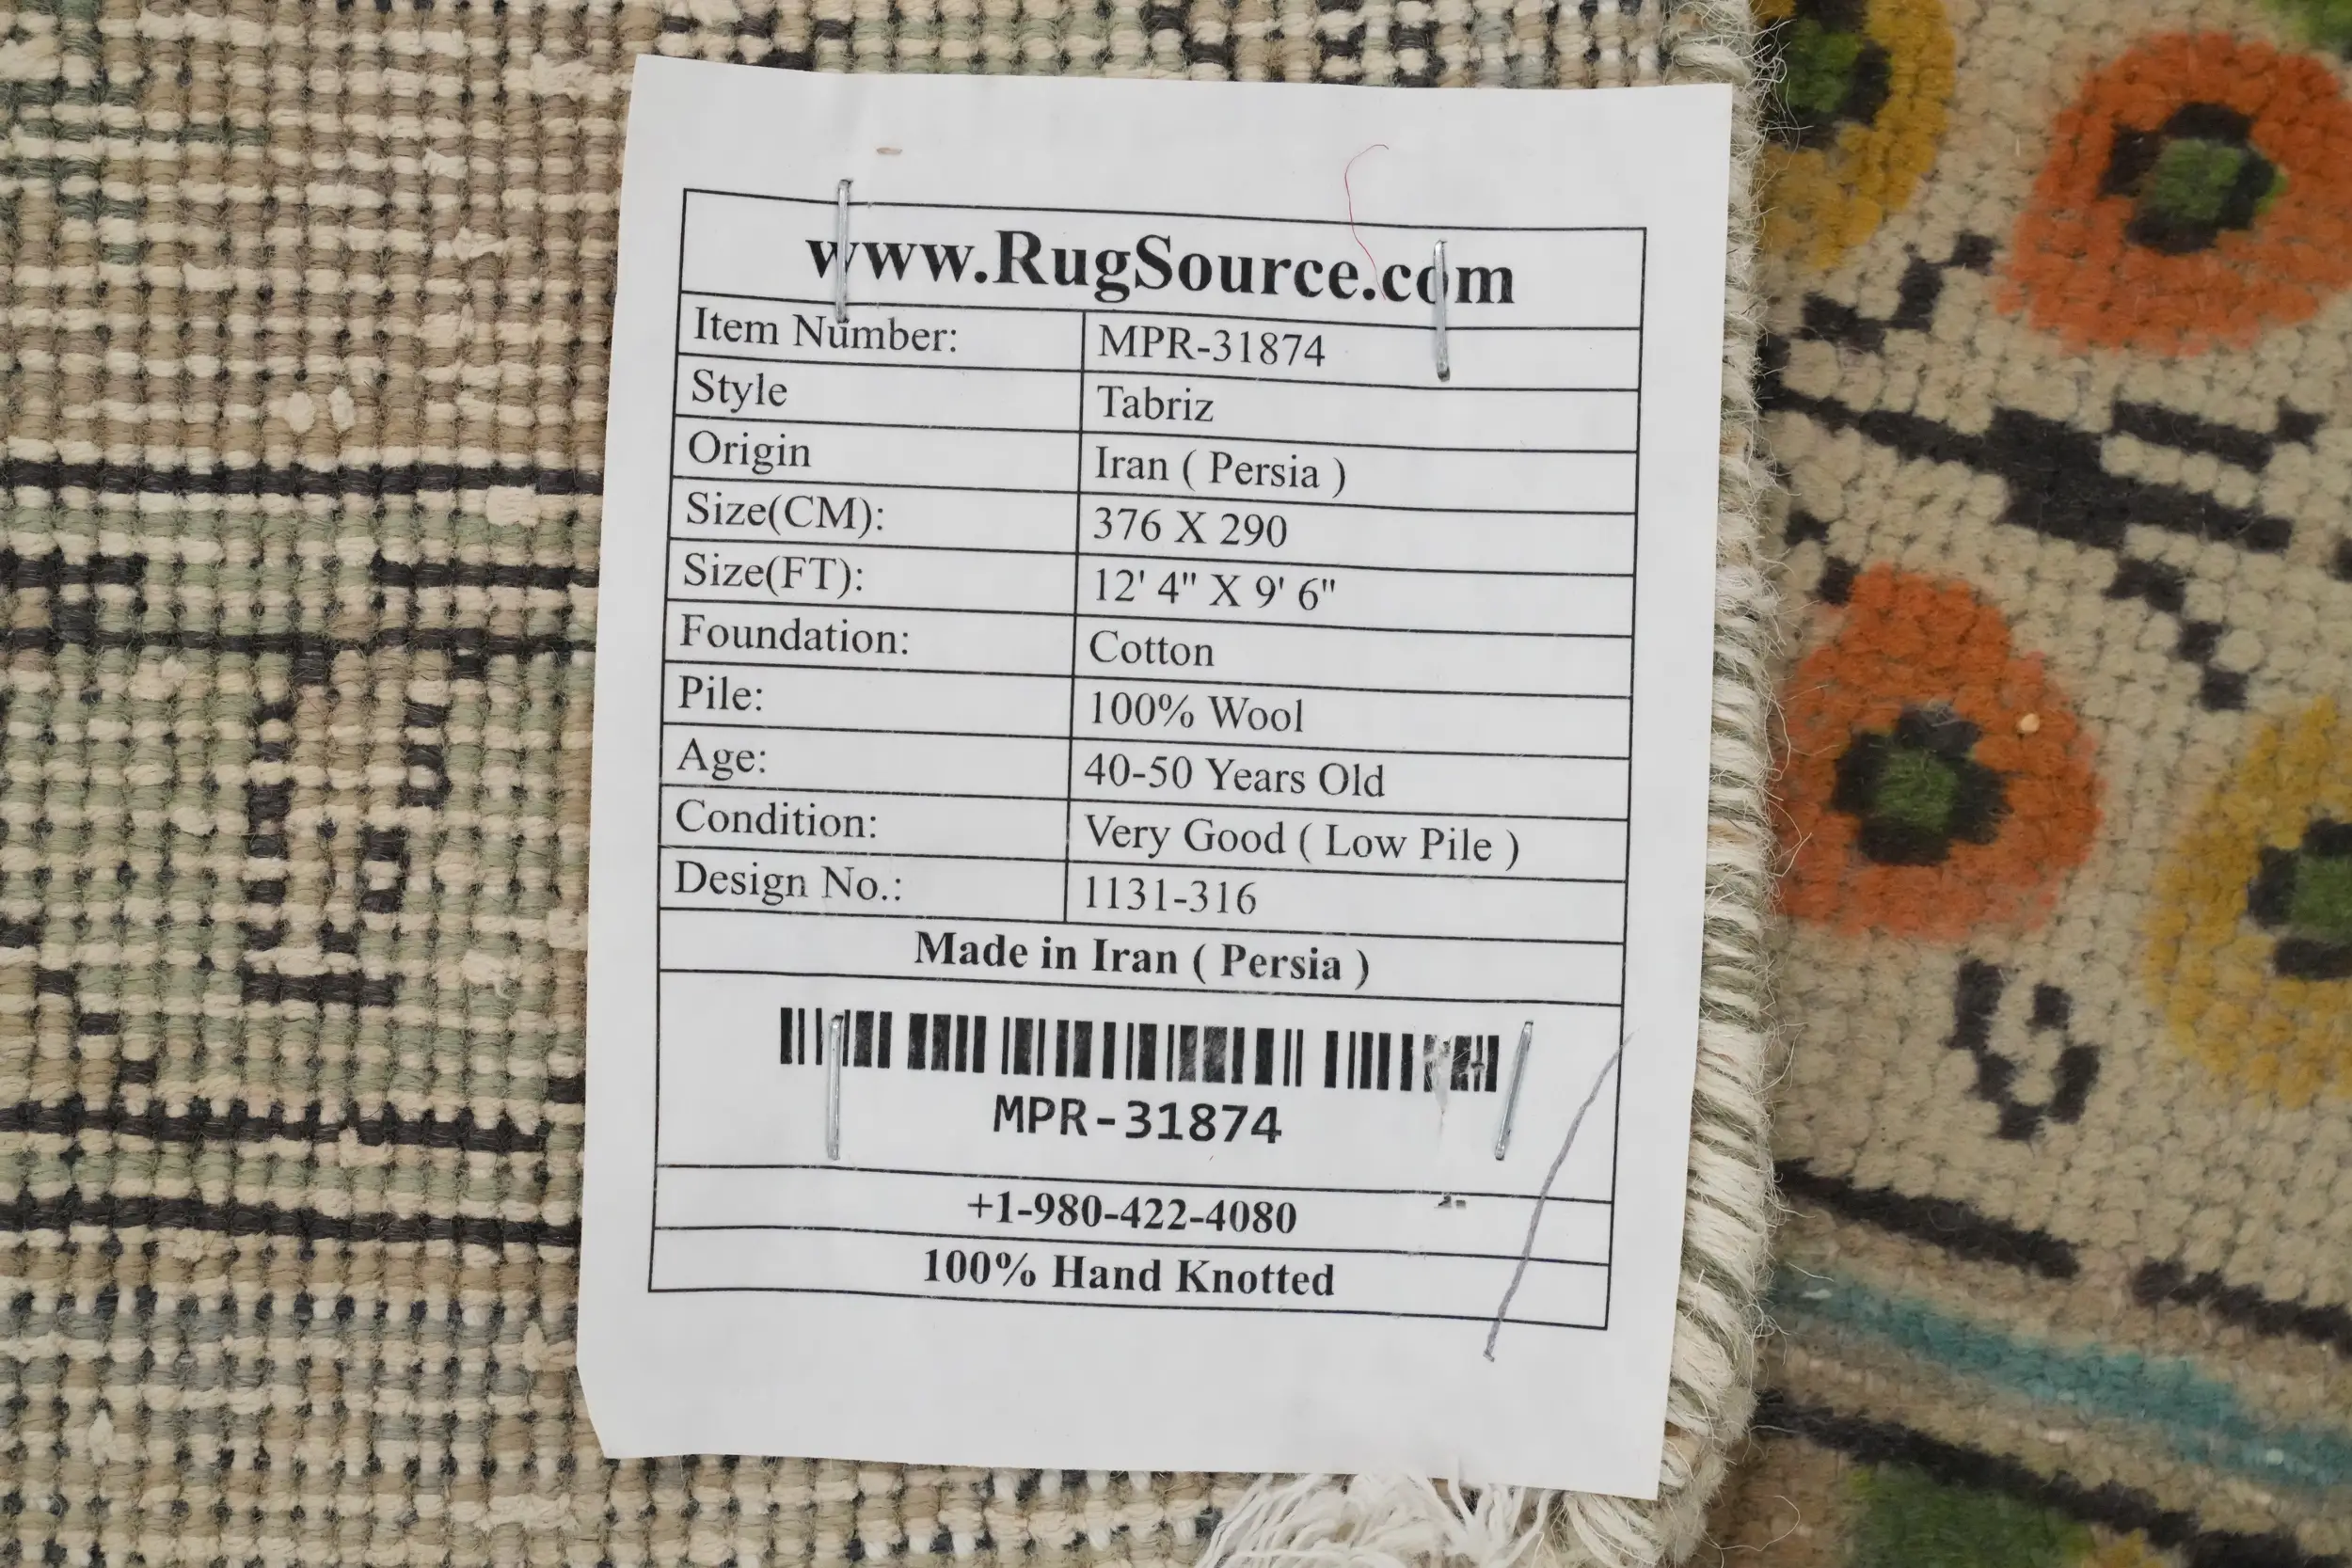 www.RugSource.com
Item Number: MPR-31874
Style Tabriz
Origin Iran ( Persia )
Size(CM): 376 X 290
Size(FT): 12' 4" X 9' 6"
Foundation: Cotton
Pile: 100% Wool
Age: 40-50 Years Old
Condition: Very Good ( Low Pile )
Design No.: 1131-316
Made in Iran ( Persia )
MPR-31874
+1-980-422-4080
100% Hand Knotted